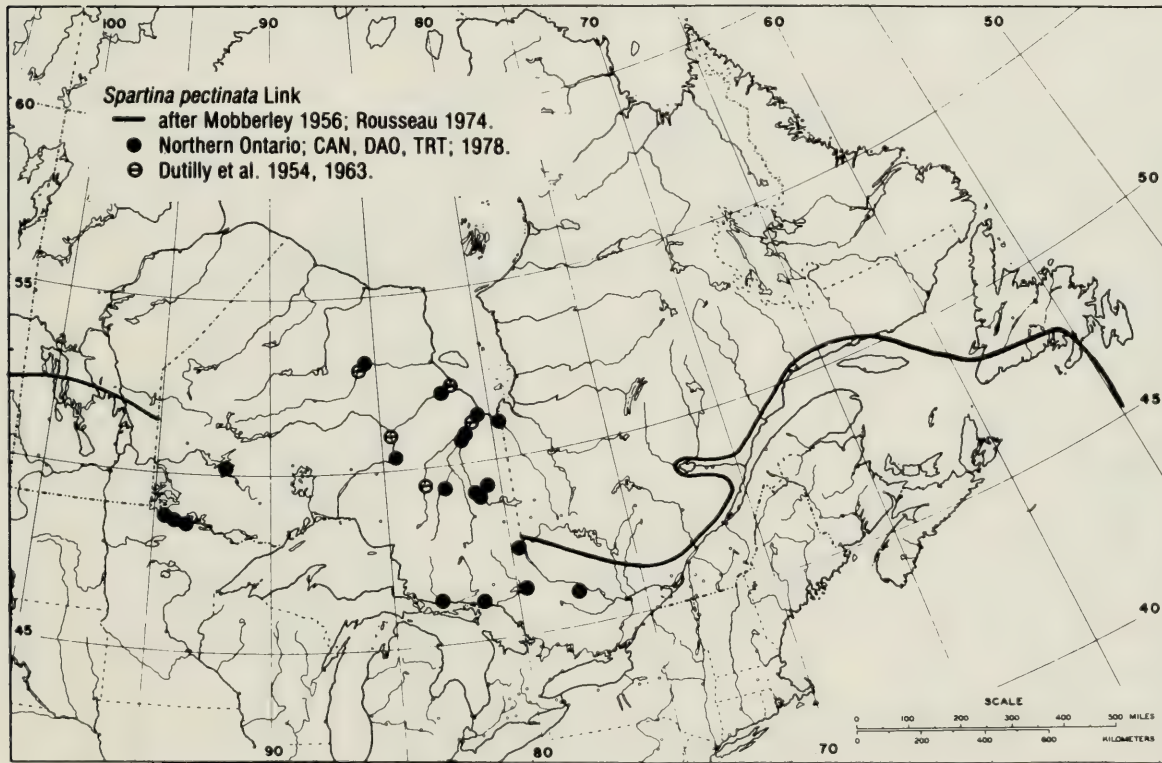 100 90 80 70 60 50
60
Spartina pectinata Link
after Mobberley 1956; Rousseau 1974.
Northern Ontario; CAN, DAO, TRT; 1978.
Dutilly et al. 1954, 1963.
50
55
45
45
40
SCALE
0 100 200 300 400 500 MILES
0 200 400 600 KILOMETERS
90 80 70